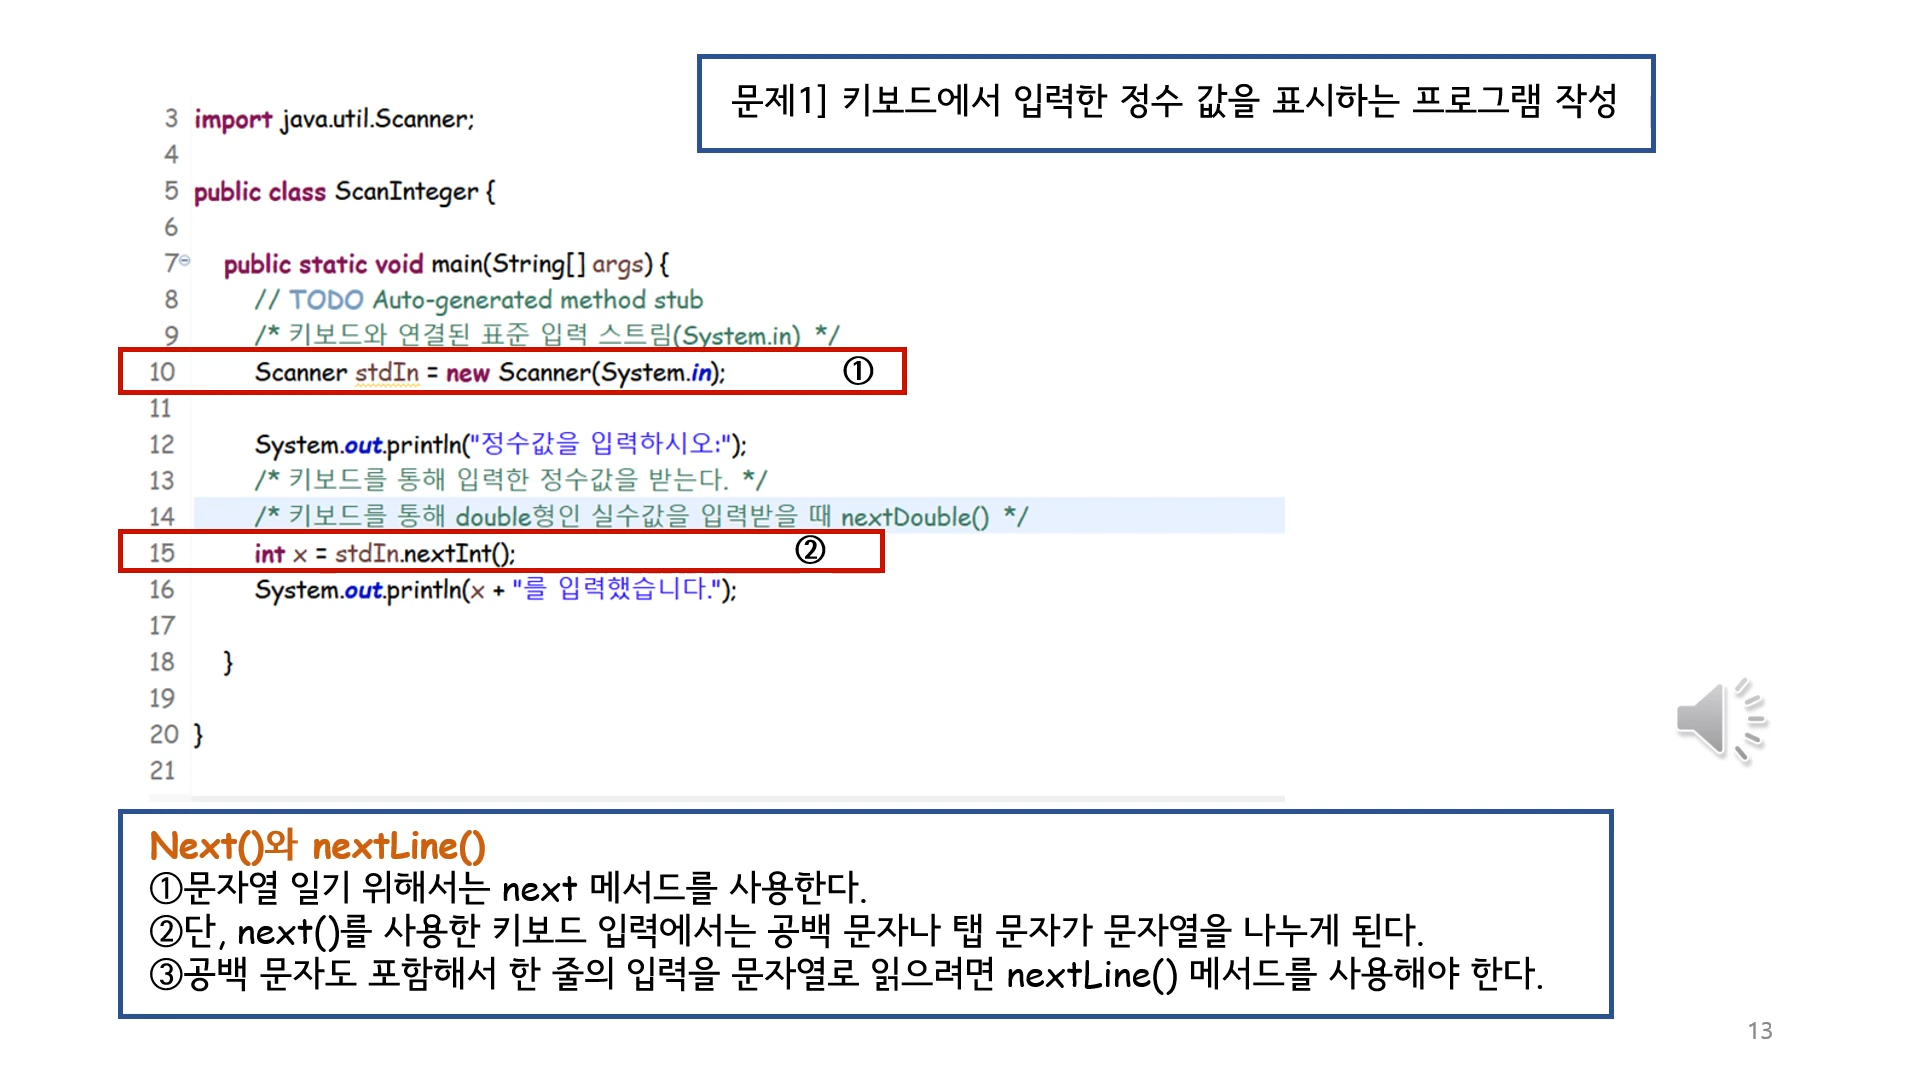 문제1] 키보드에서 입력한 정수 값을 표시하는 프로그램 작성
3 import java.util.Scanner;
4
5 public class ScanInteger {
6
7 public static void main(String[] args) {
8 // TODO Auto-generated method stub
9 /* 키보드와 연결된 표준 입력 스트림(System.in) */
10 Scanner stdIn = new Scanner(System.in); ①
11
12 System.out.println("정수값을 입력하시오:");
13 /* 키보드를 통해 입력한 정수값을 받는다. */
14 /* 키보드를 통해 double형인 실수값을 입력받을 때 nextDouble() */
15 int x = stdIn.nextInt(); ②
16 System.out.println(x + "를 입력했습니다.");
17
18 }
19
20 }
21
Next()와 nextLine()
①문자열 일기 위해서는 next 메서드를 사용한다.
②단, next()를 사용한 키보드 입력에서는 공백 문자나 탭 문자가 문자열을 나누게 된다.
③공백 문자도 포함해서 한 줄의 입력을 문자열로 읽으려면 nextLine() 메서드를 사용해야 한다.
13